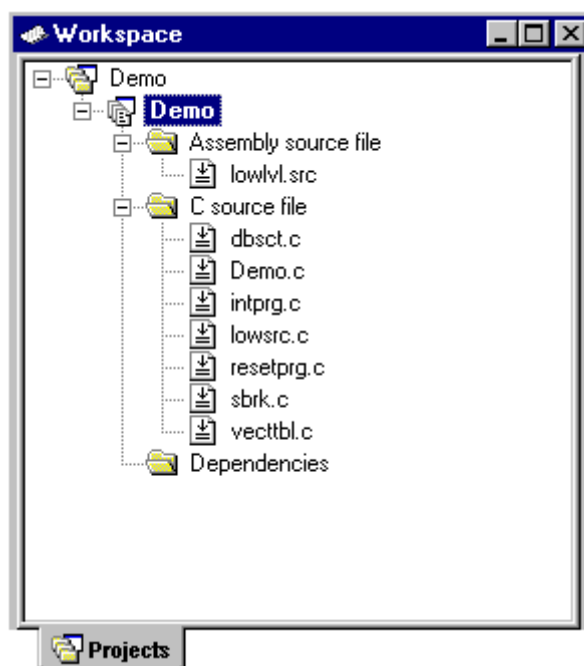 Workspace
Demo
Demo
Assembly source file
lowlvl.src
C source file
dbsct.c
Demo.c
intprg.c
lowsrc.c
resetprg.c
sbrk.c
vecttbl.c
Dependencies
Projects